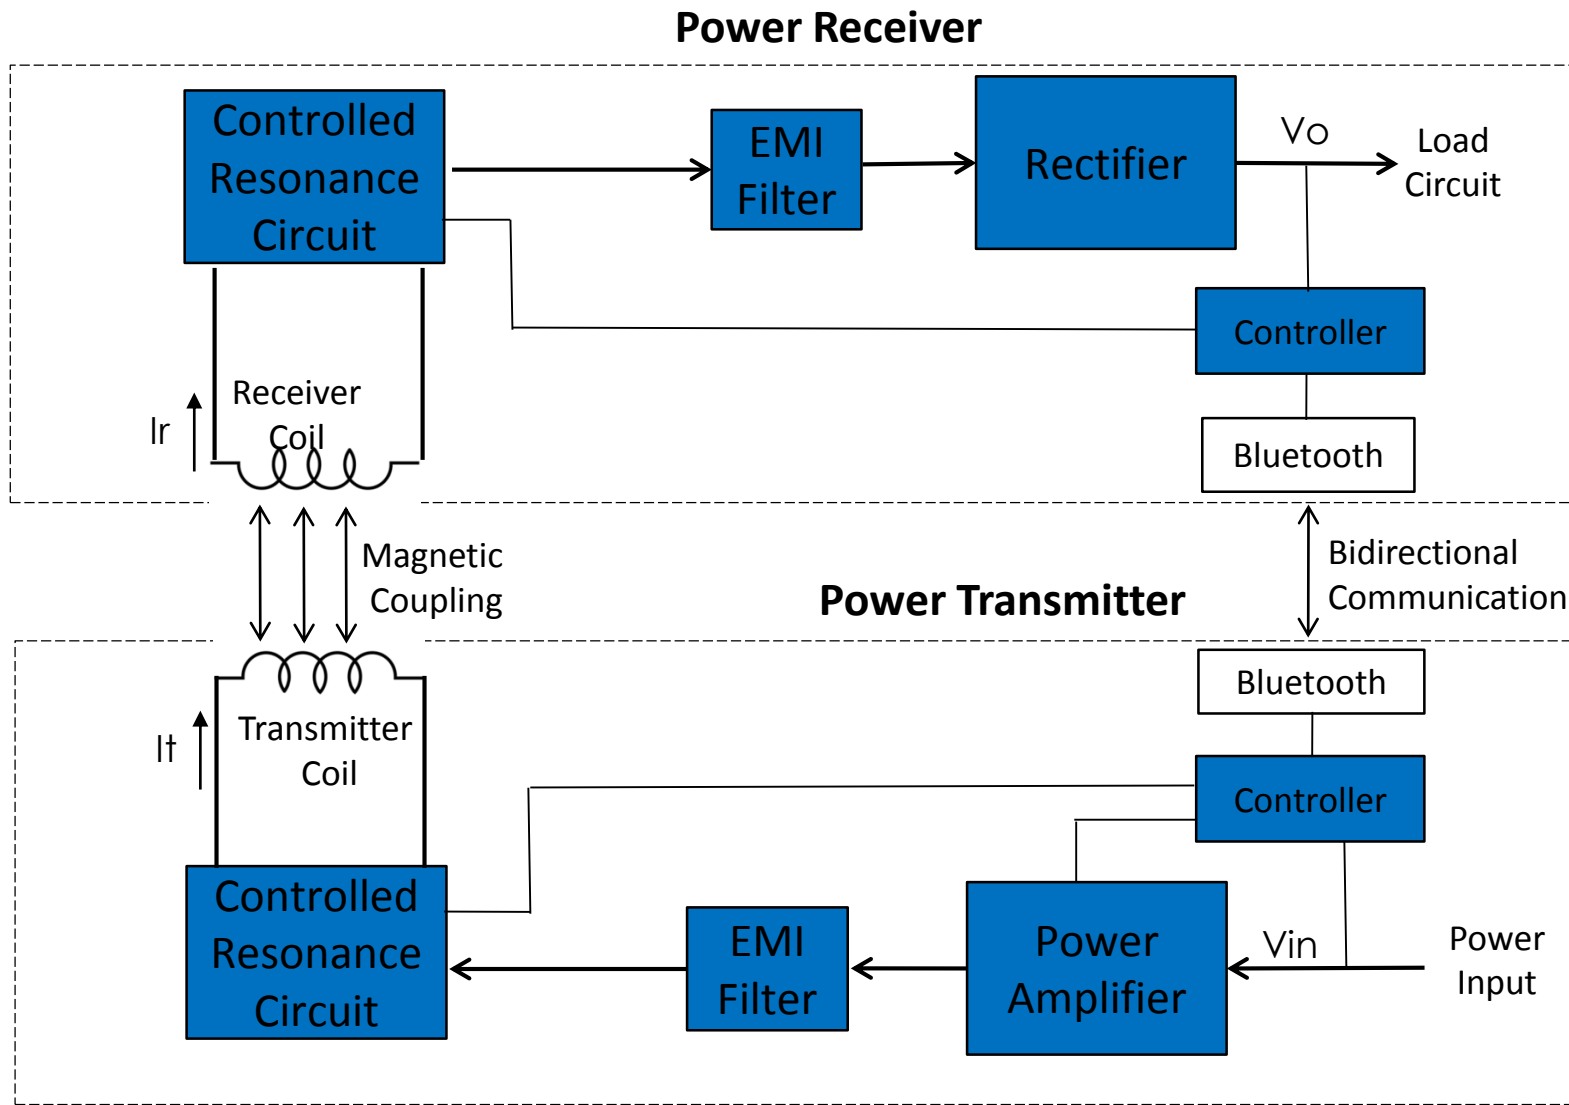 Power Receiver
Controlled
Resonance
Circuit
EMI
Filter
Rectifier
Vo
Load
Circuit
Controller
Bluetooth
Receiver
Coil
Ir
Magnetic
Coupling
Bidirectional
Communication
Power Transmitter
Bluetooth
Controller
Transmitter
Coil
It
Controlled
Resonance
Circuit
EMI
Filter
Power
Amplifier
Vin
Power
Input